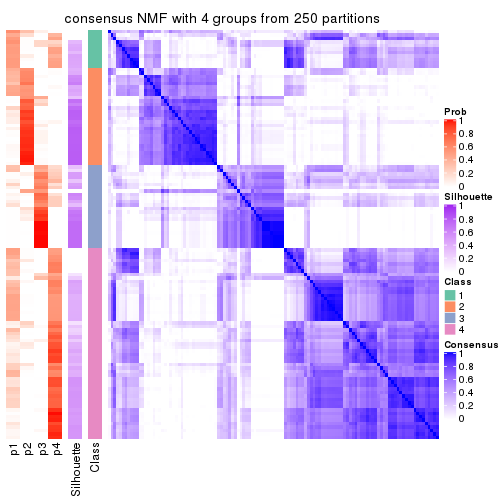 consensus NMF with 4 groups from 250 partitions
Prob
1
0.8
0.6
0.4
0.2
0
Silhouette
1
0.8
0.6
0.4
0.2
0
Class
1
2
3
4
Consensus
1
0.8
0.6
0.4
0.2
0
p1
p2
p3
p4
Silhouette
Class